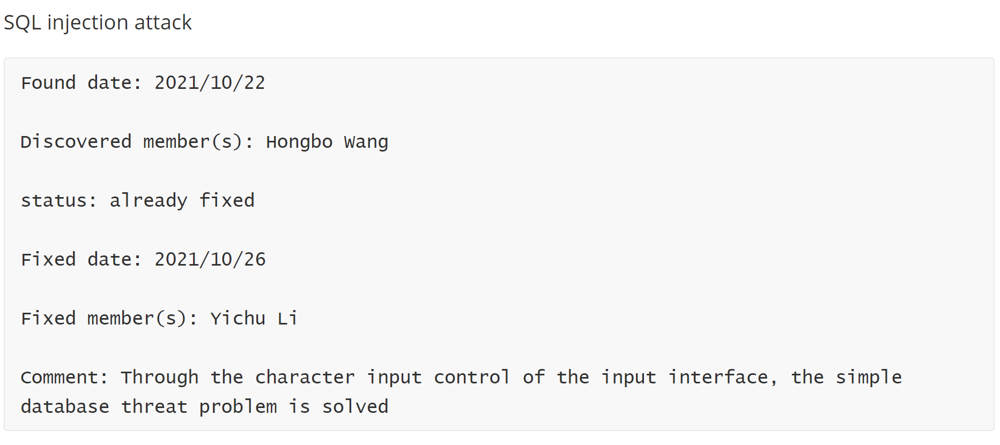 SQL injection attack
Found date: 2021/10/22
Discovered member(s): Hongbo Wang
status: already fixed
Fixed date: 2021/10/26
Fixed member(s): Yichu Li
Comment: Through the character input control of the input interface, the simple
database threat problem is solved